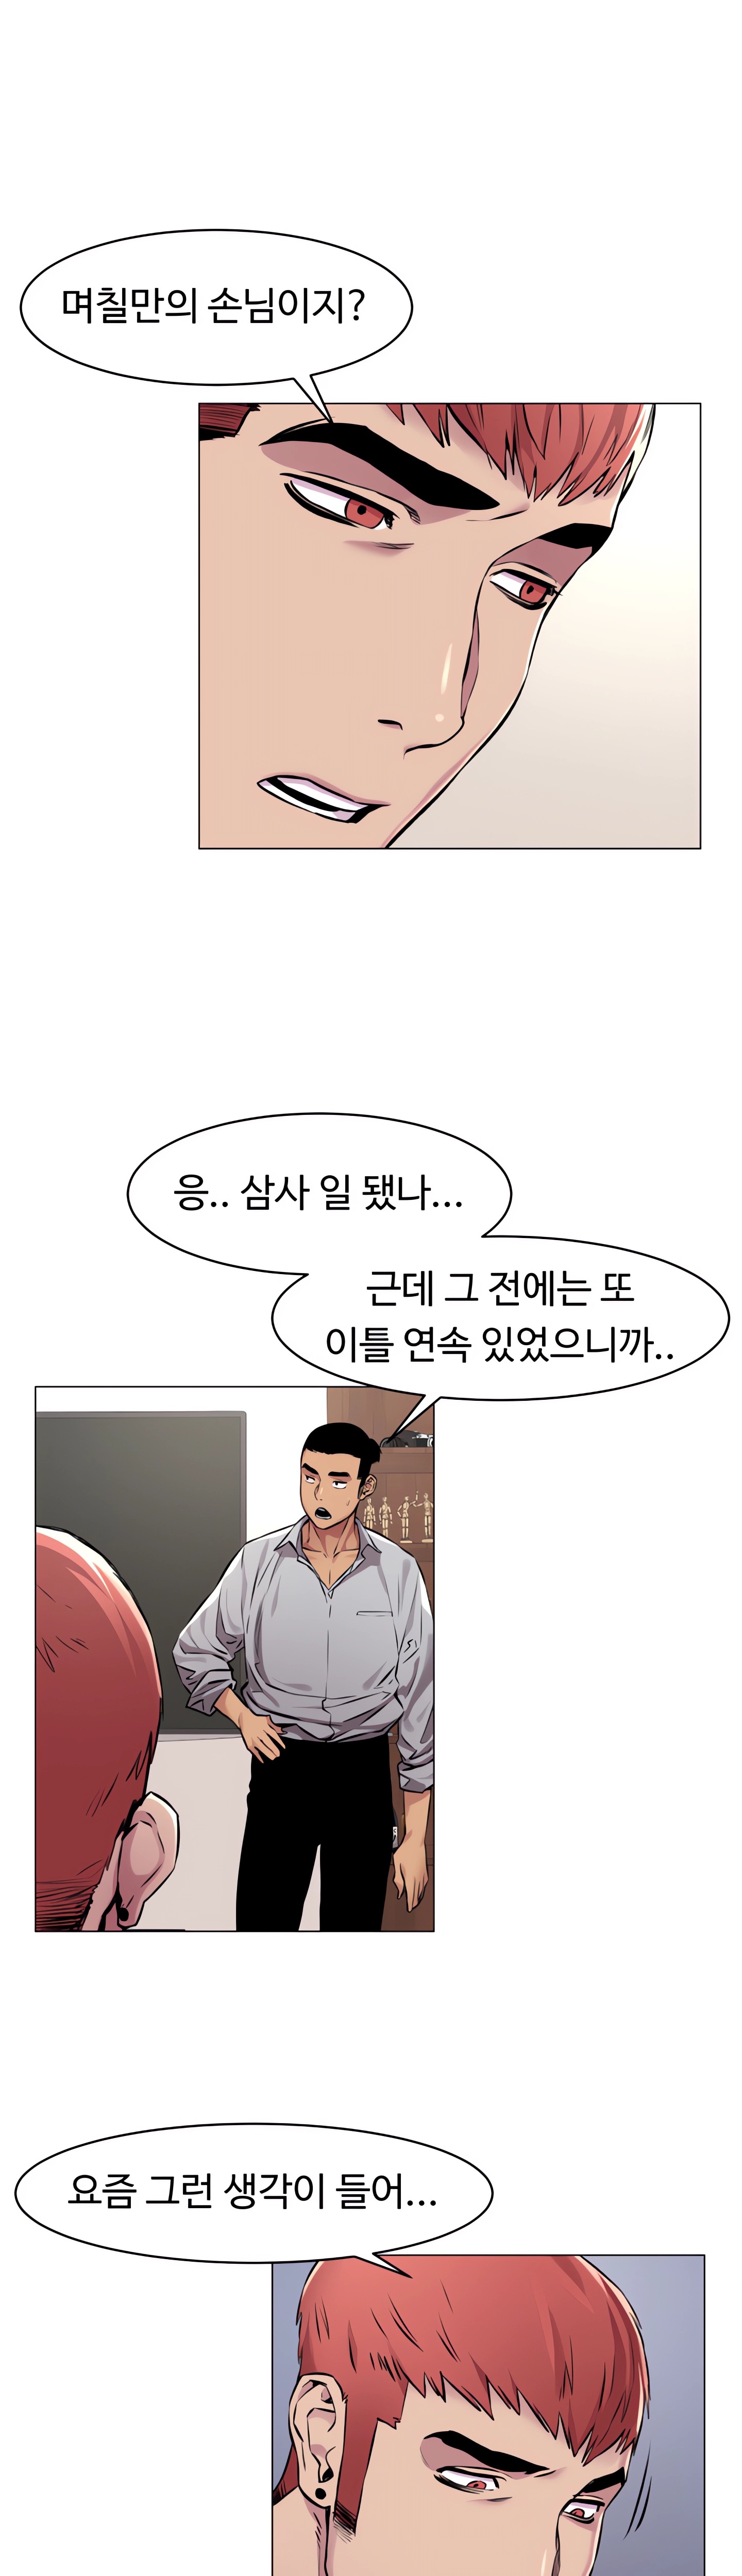 며칠만의 손님이지?
응.. 삼사 일 됐나...
근데 그 전에는 또
이틀 연속 있었으니까..
요즘 그런 생각이 들어...